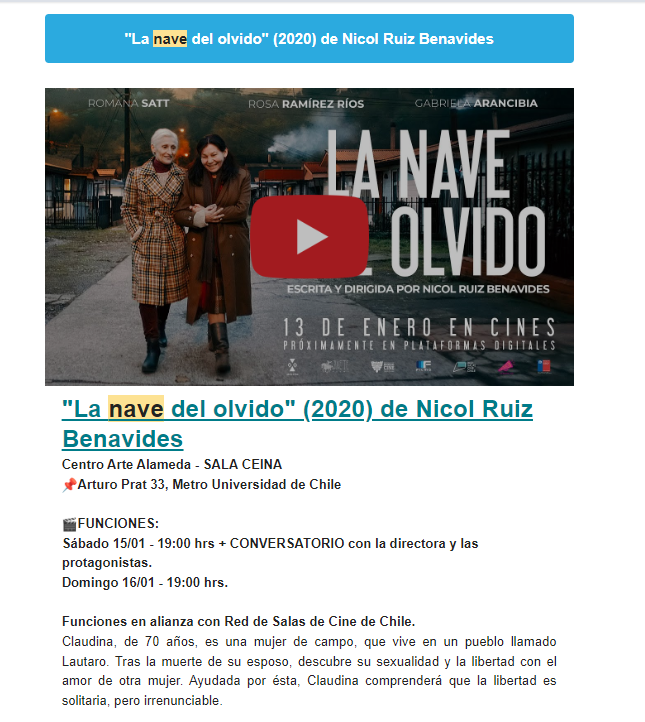 "La nave del olvido" (2020) de Nicol Ruiz Benavides
ROMANA SATT
ROSA RAMÍREZ RÍOS
GABRIELA ARANCIBIA
LA NAVE
OLVIDO
ESCRITA Y DIRIGIDA POR NICOL RUIZ BENAVIDES
13 DE ENERO EN CINES
PRÓXIMAMENTE EN PLATAFORMAS DIGITALES
"La nave del olvido" (2020) de Nicol Ruiz
Benavides
Centro Arte Alameda - SALA CEINA
📌Arturo Prat 33, Metro Universidad de Chile
🎬FUNCIONES:
Sábado 15/01 - 19:00 hrs + CONVERSATORIO con la directora y las
protagonistas.
Domingo 16/01 - 19:00 hrs.
Funciones en alianza con Red de Salas de Cine de Chile.
Claudina, de 70 años, es una mujer de campo, que vive en un pueblo llamado
Lautaro. Tras la muerte de su esposo, descubre su sexualidad y la libertad con el
amor de otra mujer. Ayudada por ésta, Claudina comprenderá que la libertad es
solitaria, pero irrenunciable.